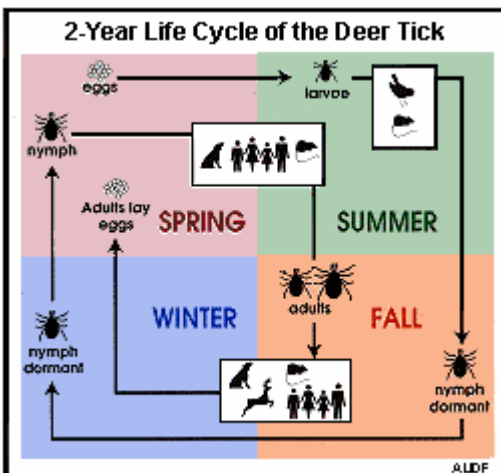 2-Year Life Cycle of the Deer Tick
eggs
larvae
nymph
Adults lay
eggs
SPRING
SUMMER
WINTER
adults
FALL
nymph
dormant
nymph
dormant
ALDF